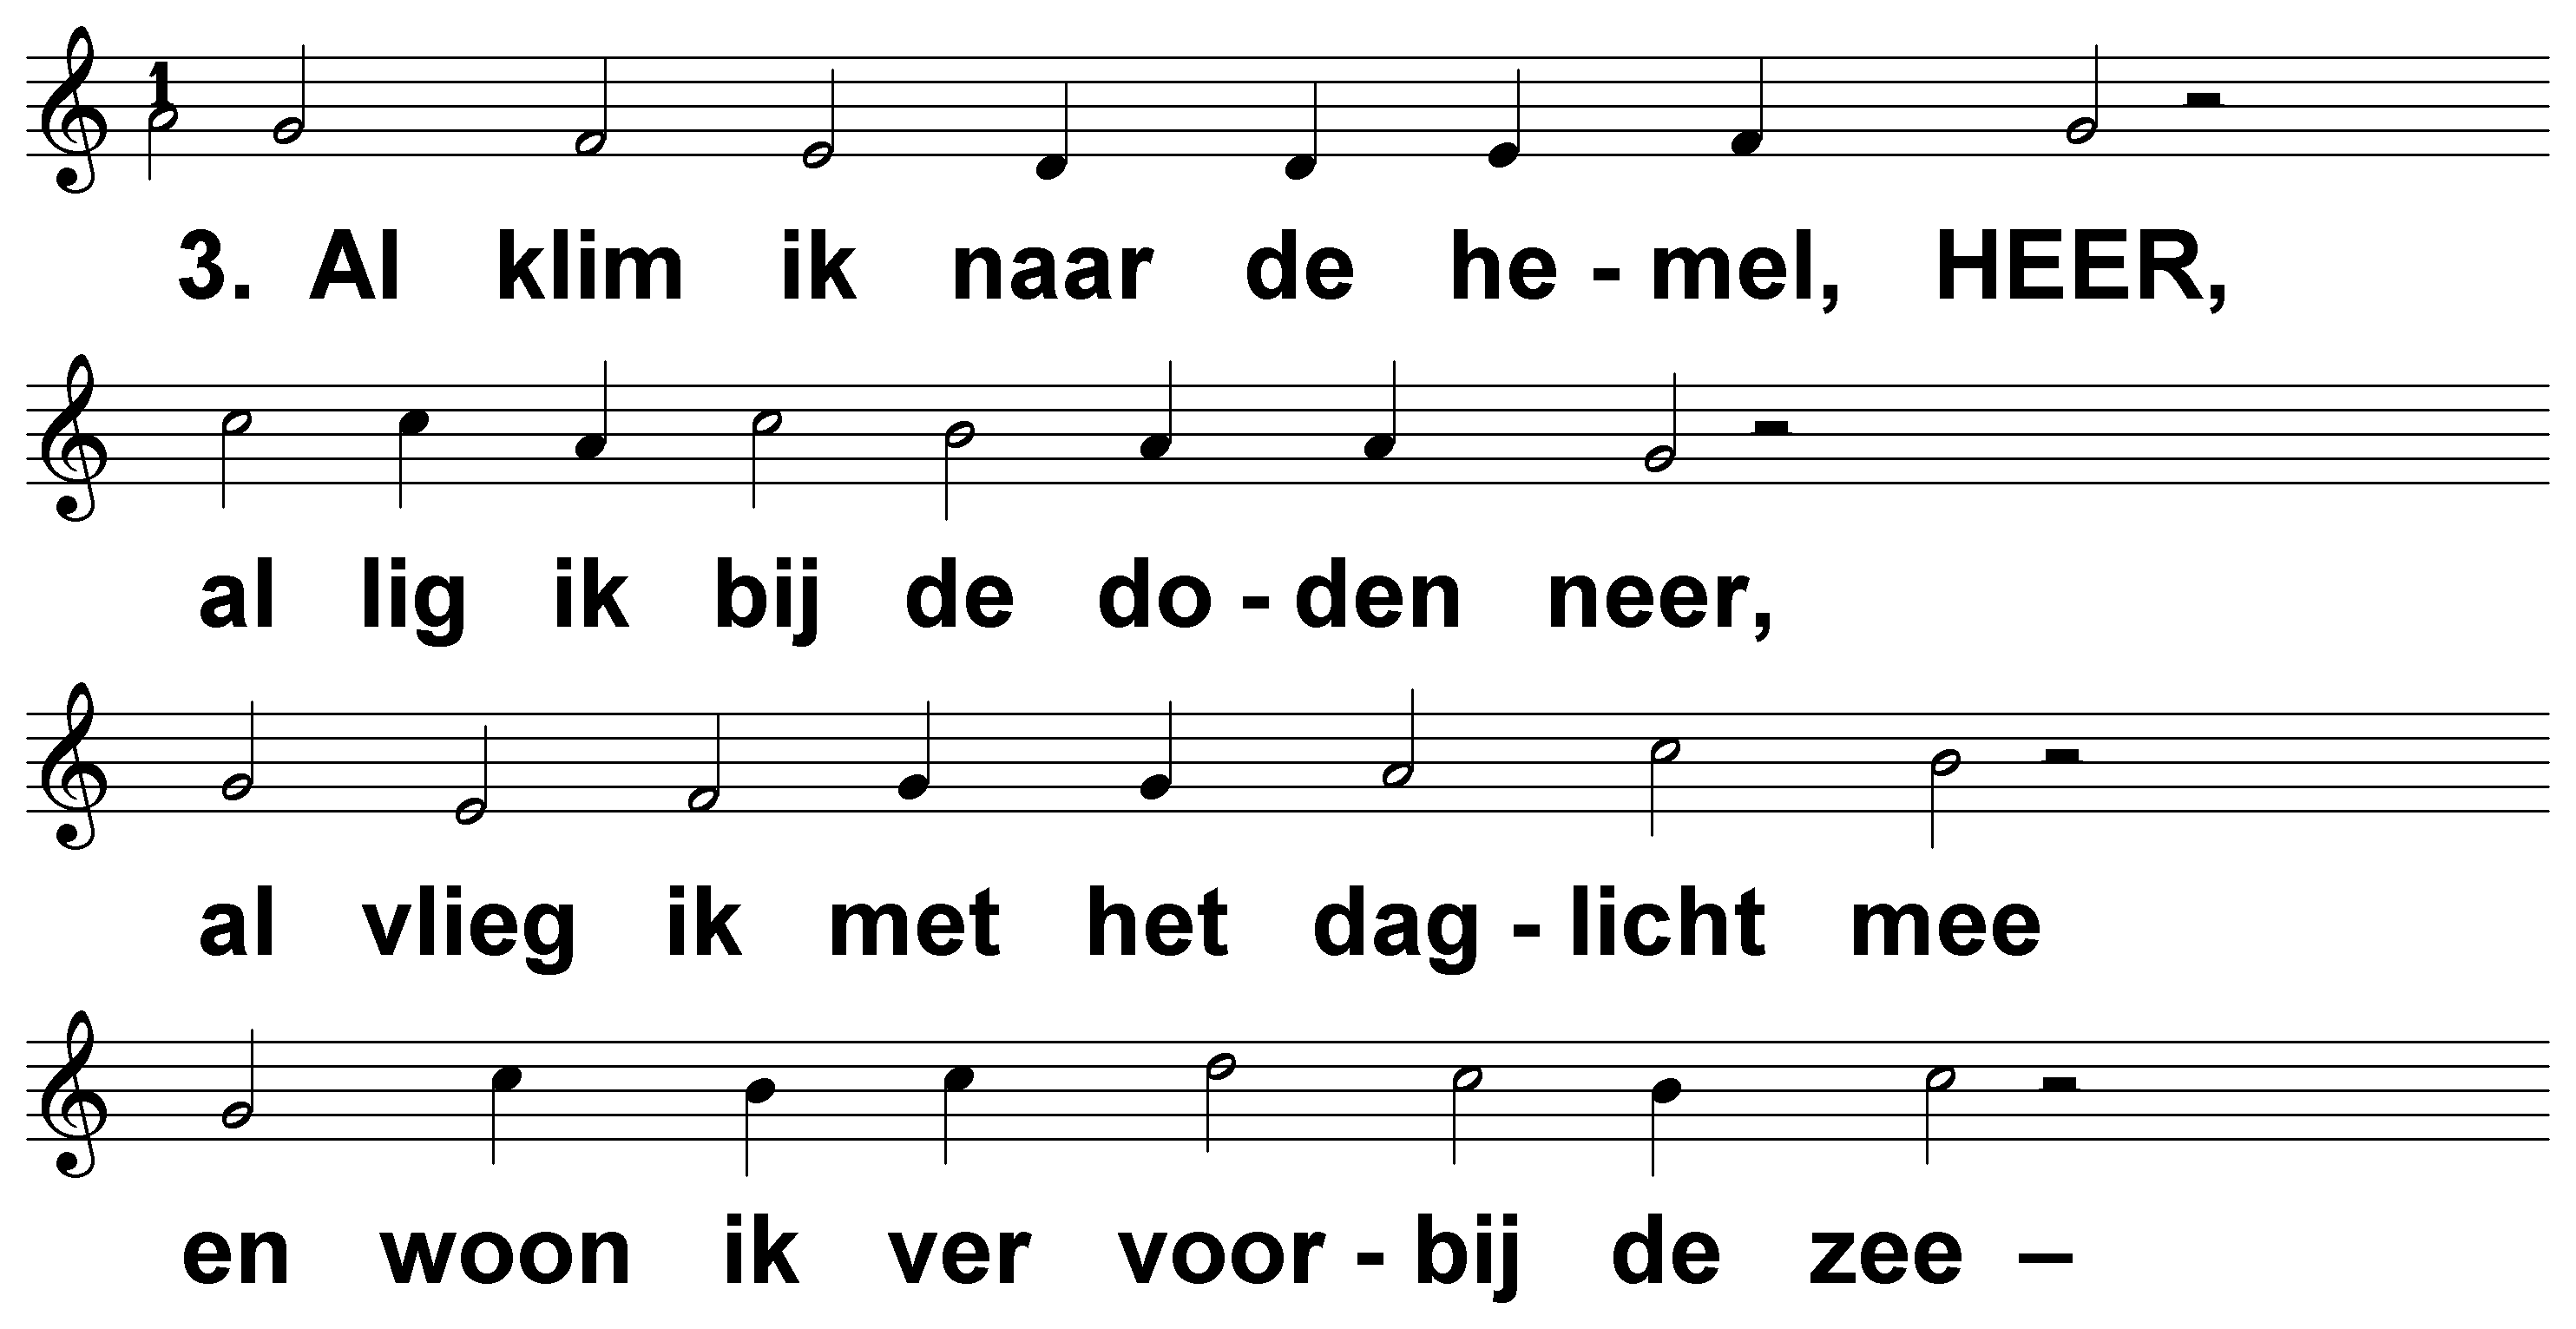 1
3. Al klim ik naar de he - mel, HEER,
al lig ik bij de do - den neer,
al vlieg ik met het dag - licht mee
en woon ik ver voor - bij de zee –